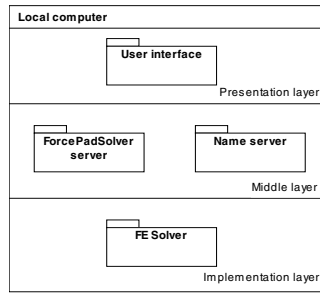 Local computer
User interface
Presentation layer
ForcePadSolver
server
Name server
Middle layer
FE Solver
Implementation layer